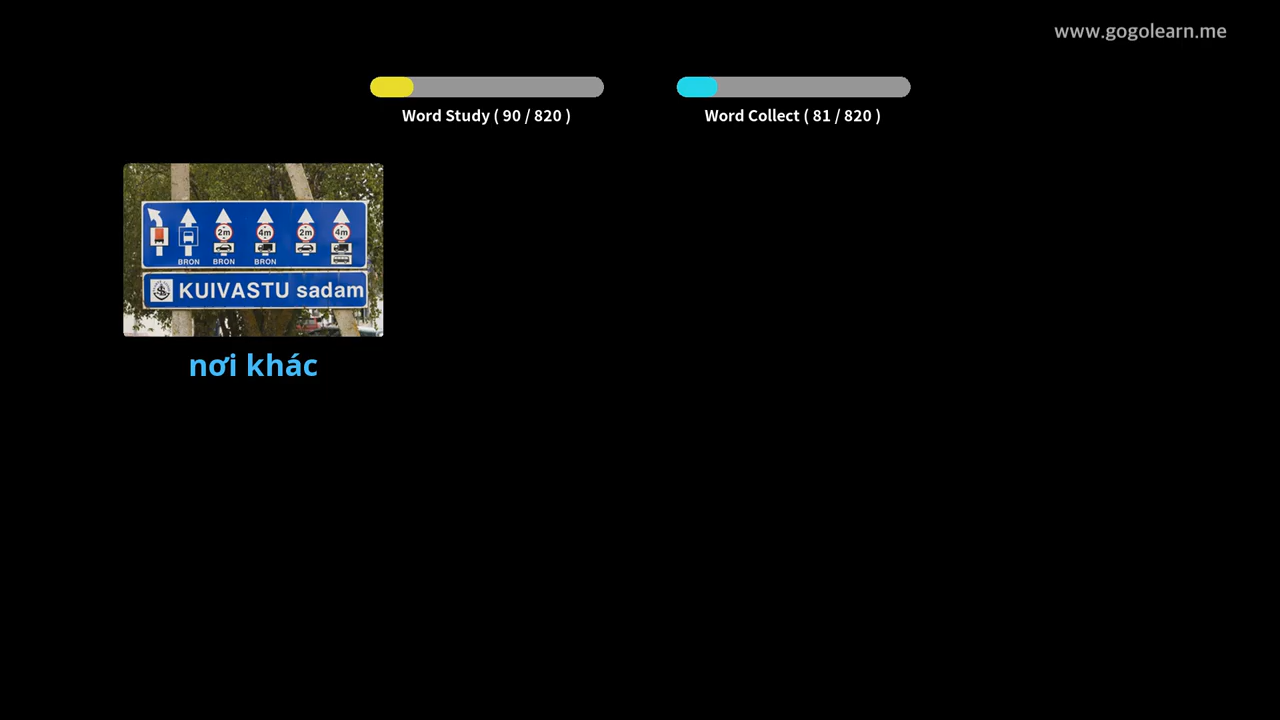 www.gogolearn.me
Word Study ( 90 / 820 )
Word Collect ( 81 / 820 )
2m 4m 2m 4m
BRON BRON BRON
KUIVASTU sadam
nơi khác